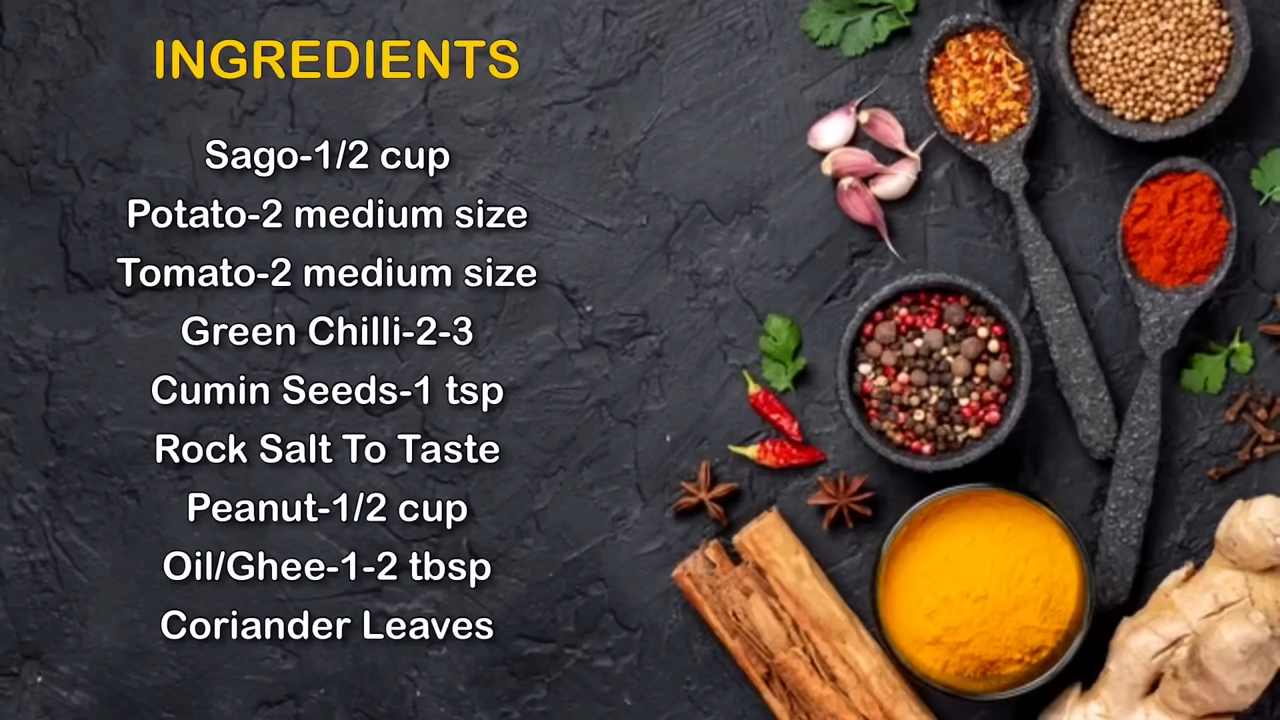 INGREDIENTS
Sago-1/2 cup
Potato-2 medium size
Tomato-2 medium size
Green Chilli-2-3
Cumin Seeds-1 tsp
Rock Salt To Taste
Peanut-1/2 cup
Oil/Ghee-1-2 tbsp
Coriander Leaves